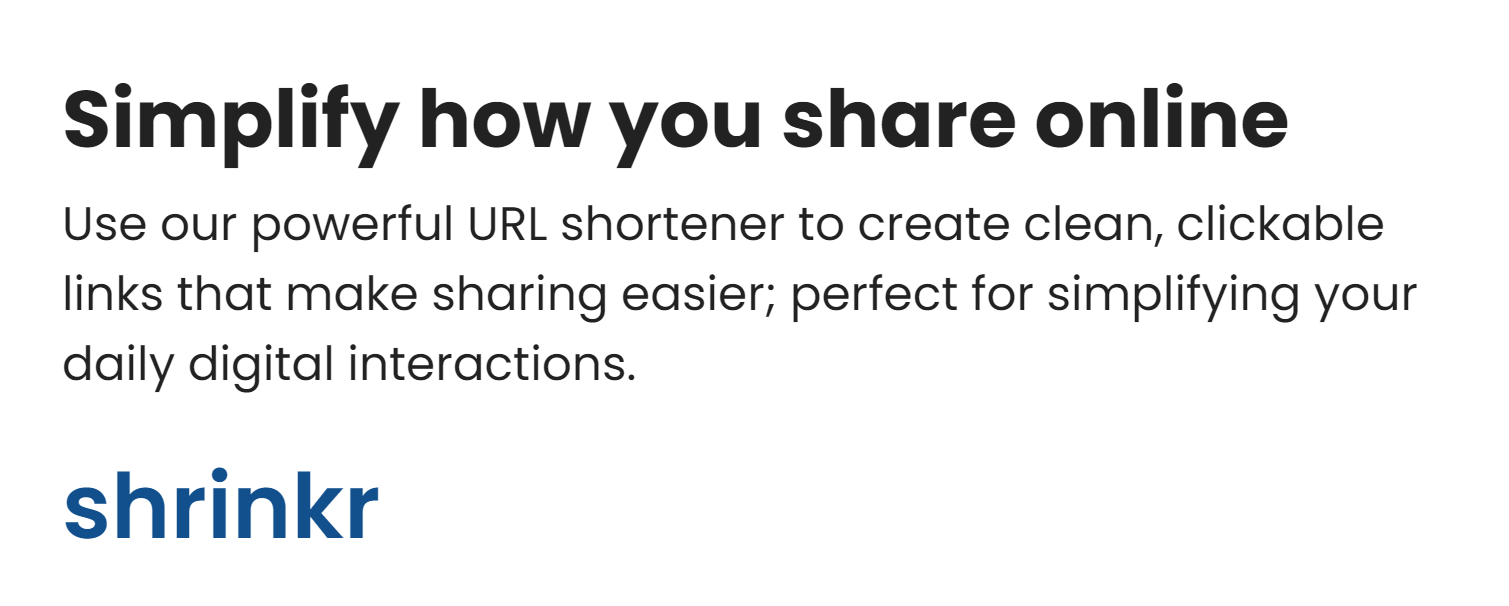 Simplify how you share online
Use our powerful URL shortener to create clean, clickable
links that make sharing easier; perfect for simplifying your
daily digital interactions.
shrinkr